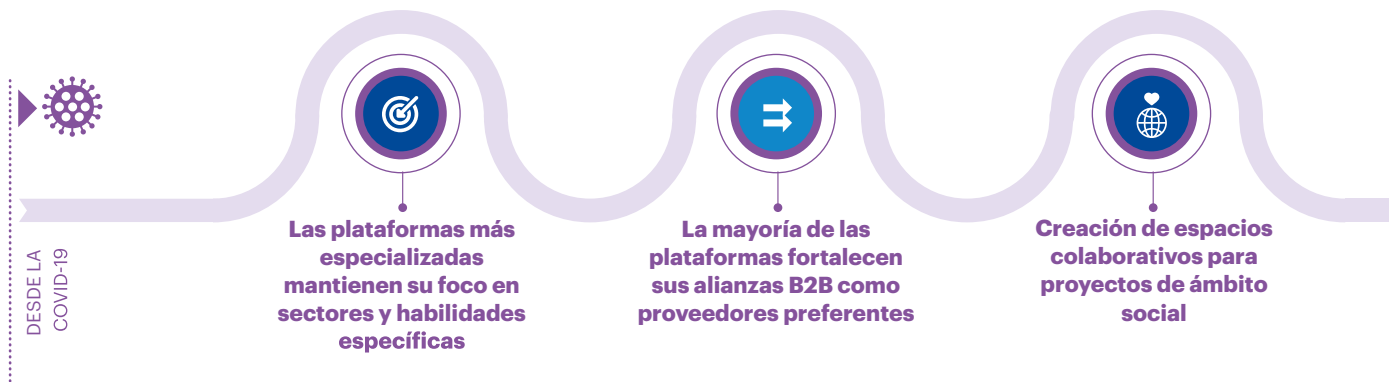 DESDE LA
COVID-19
Las plataformas más
especializadas
mantienen su foco en
sectores y habilidades
específicas
La mayoría de las
plataformas fortalecen
sus alianzas B2B como
proveedores preferentes
Creación de espacios
colaborativos para
proyectos de ámbito
social